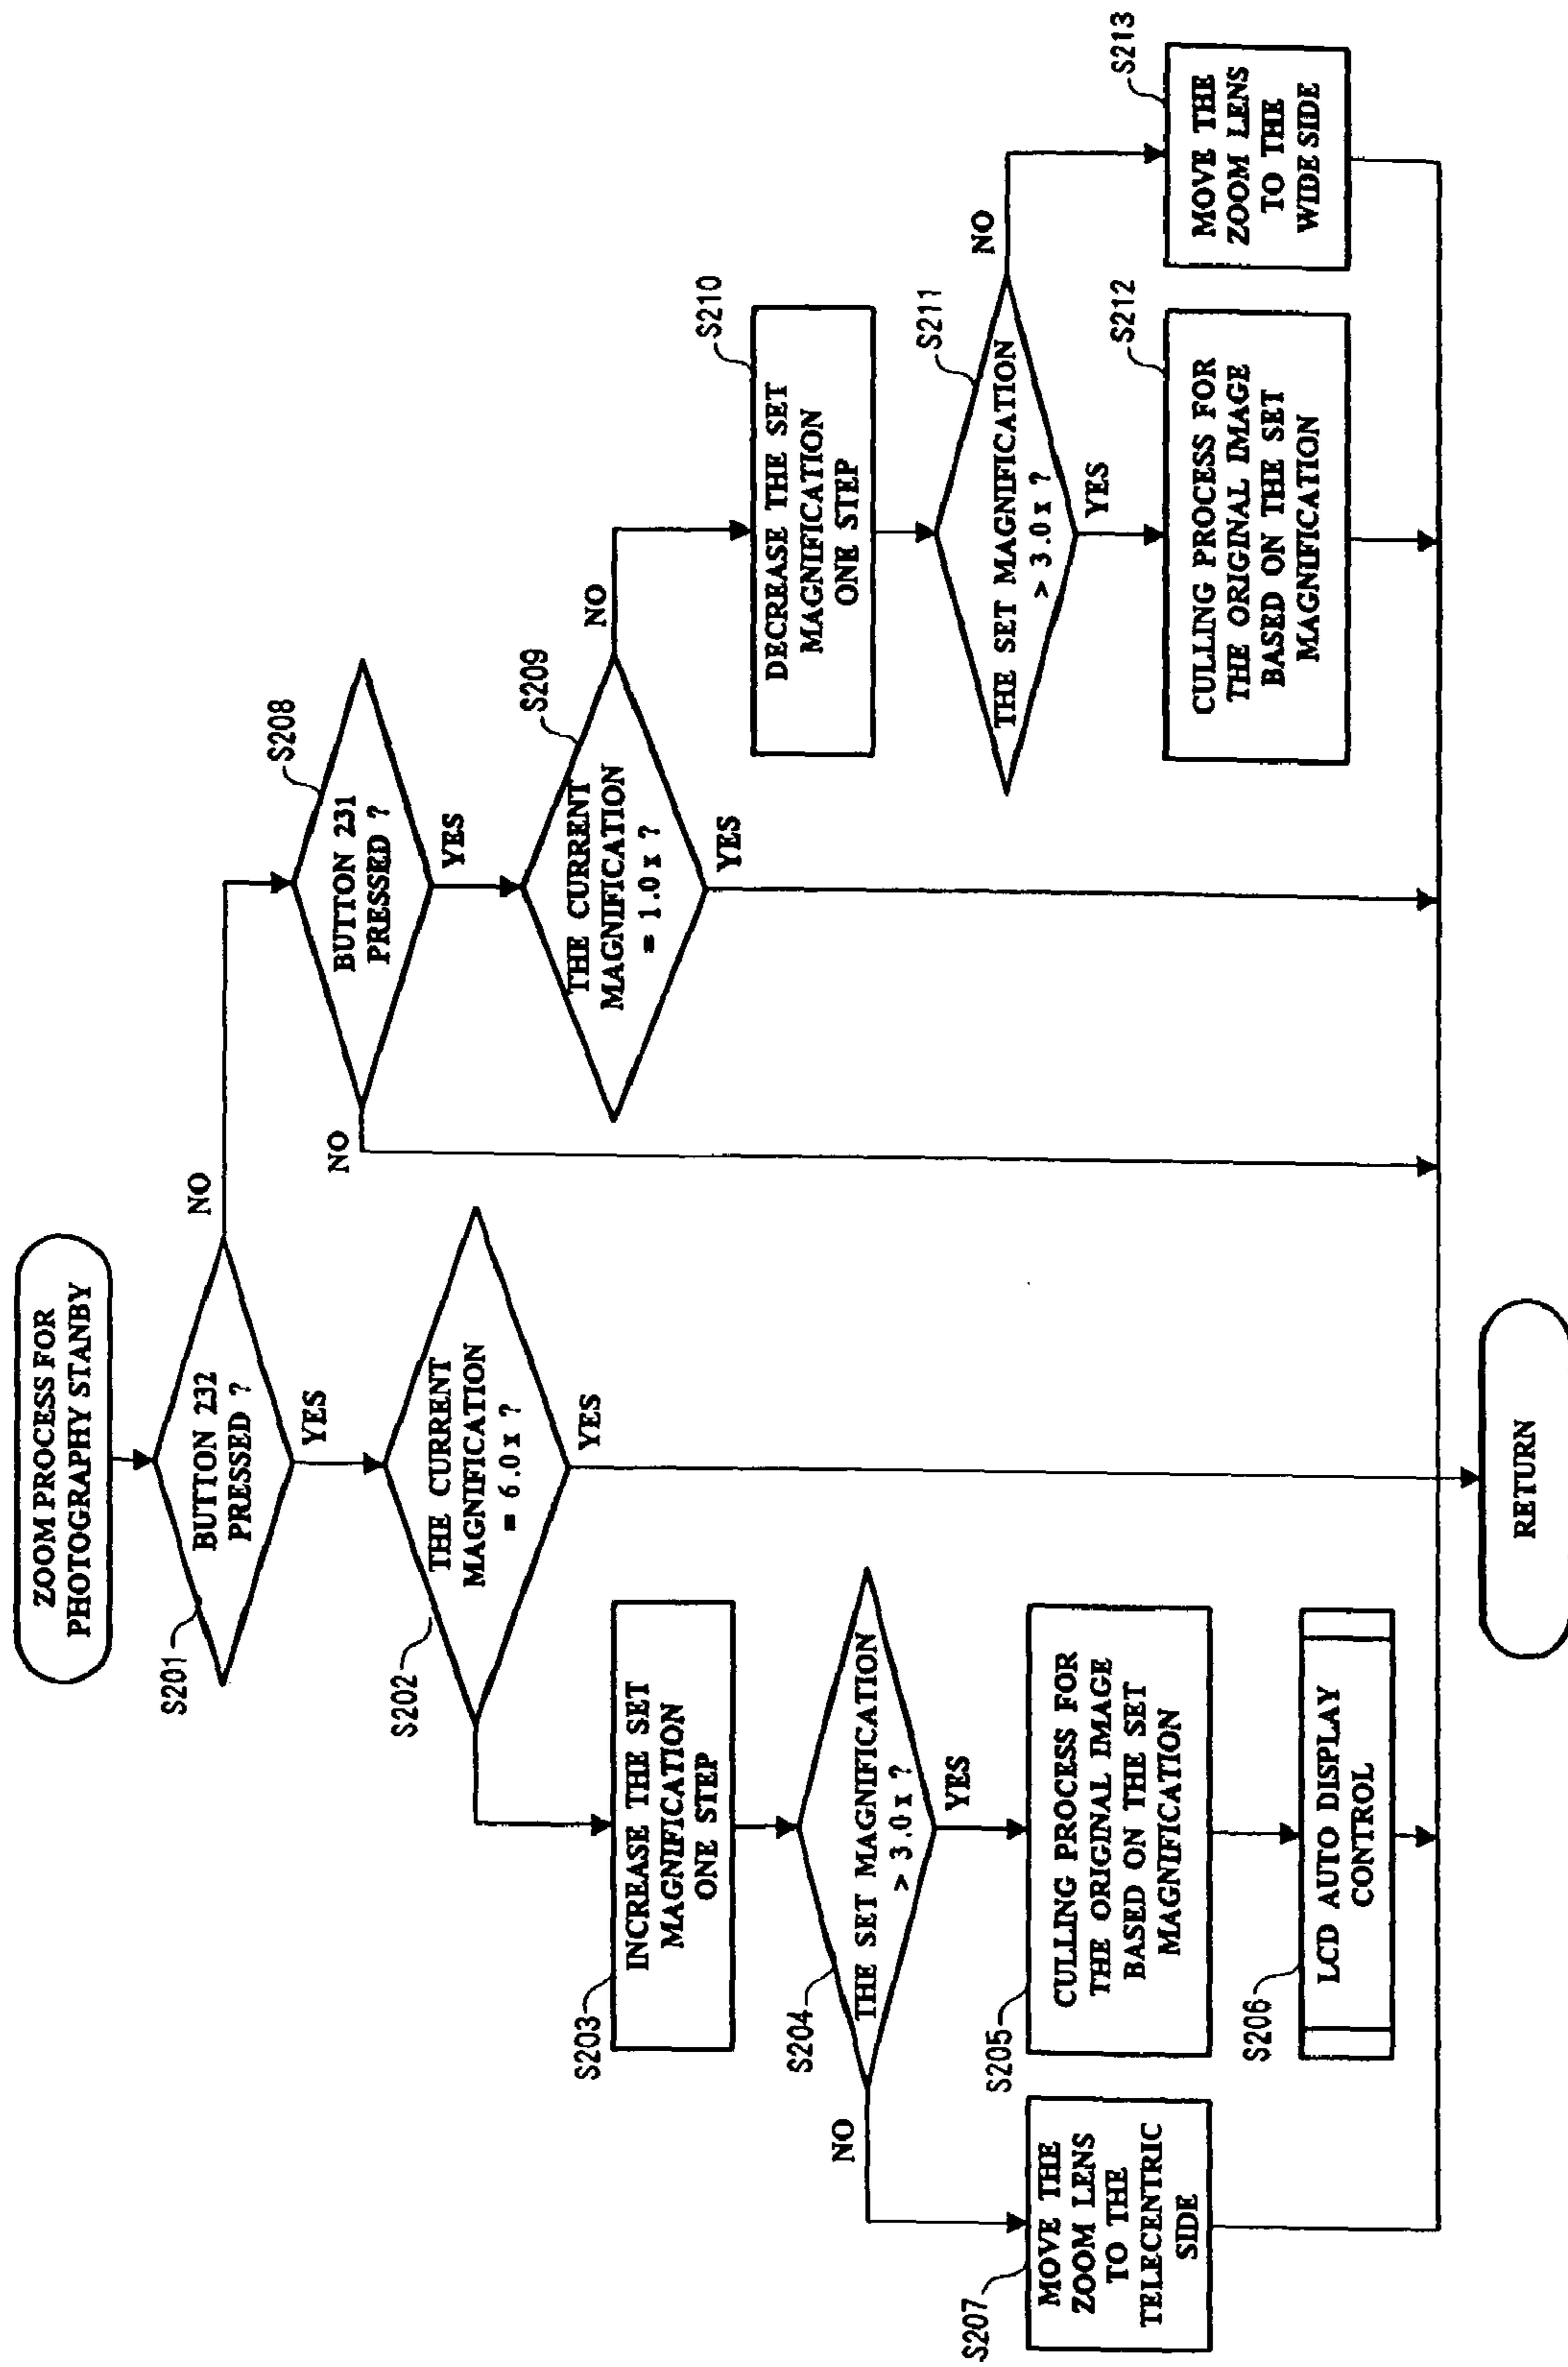 ZOOM PROCESS FOR
PHOTOGRAPHY STANBY
S201
BUTTON 232
PRESSED ?
NO
YES
S202
THE CURRENT
MAGNIFICATION
= 6.0 x ?
YES
S203
INCREASE THE SET
MAGNIFICATION
ONE STEP
S204
THE SET MAGNIFICATION
> 3.0 x ?
NO
YES
S205
CULLING PROCESS FOR
THE ORIGINAL IMAGE
BASED ON THE SET
MAGNIFICATION
S206
LCD AUTO DISPLAY
CONTROL
S207
MOVE THE
ZOOM LENS
TO THE
TELECENTRIC
SIDE
S208
BUTTON 231
PRESSED ?
NO
YES
S209
THE CURRENT
MAGNIFICATION
= 1.0 x ?
NO
YES
S210
DECREASE THE SET
MAGNIFICATION
ONE STEP
S211
THE SET MAGNIFICATION
> 3.0 x ?
NO
YES
S212
CULLING PROCESS FOR
THE ORIGINAL IMAGE
BASED ON THE SET
MAGNIFICATION
S213
MOVE THE
ZOOM LENS
TO THE
WIDE SIDE
RETURN